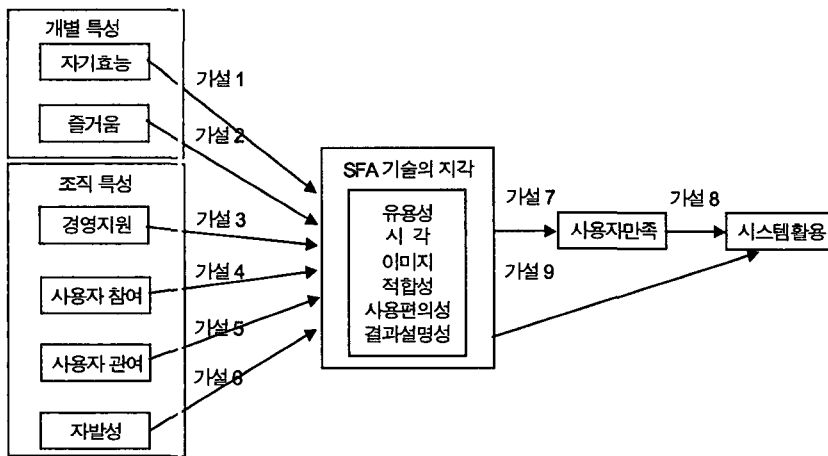 개별 특성
자기효능
즐거움
조직 특성
경영지원
사용자 참여
사용자 관여
자발성
가설 1
가설 2
가설 3
가설 4
가설 5
가설 6
SFA 기술의 지각
유용성
시 각
이미지
적합성
사용편의성
결과설명성
가설 7
가설 9
사용자만족
가설 8
시스템활용